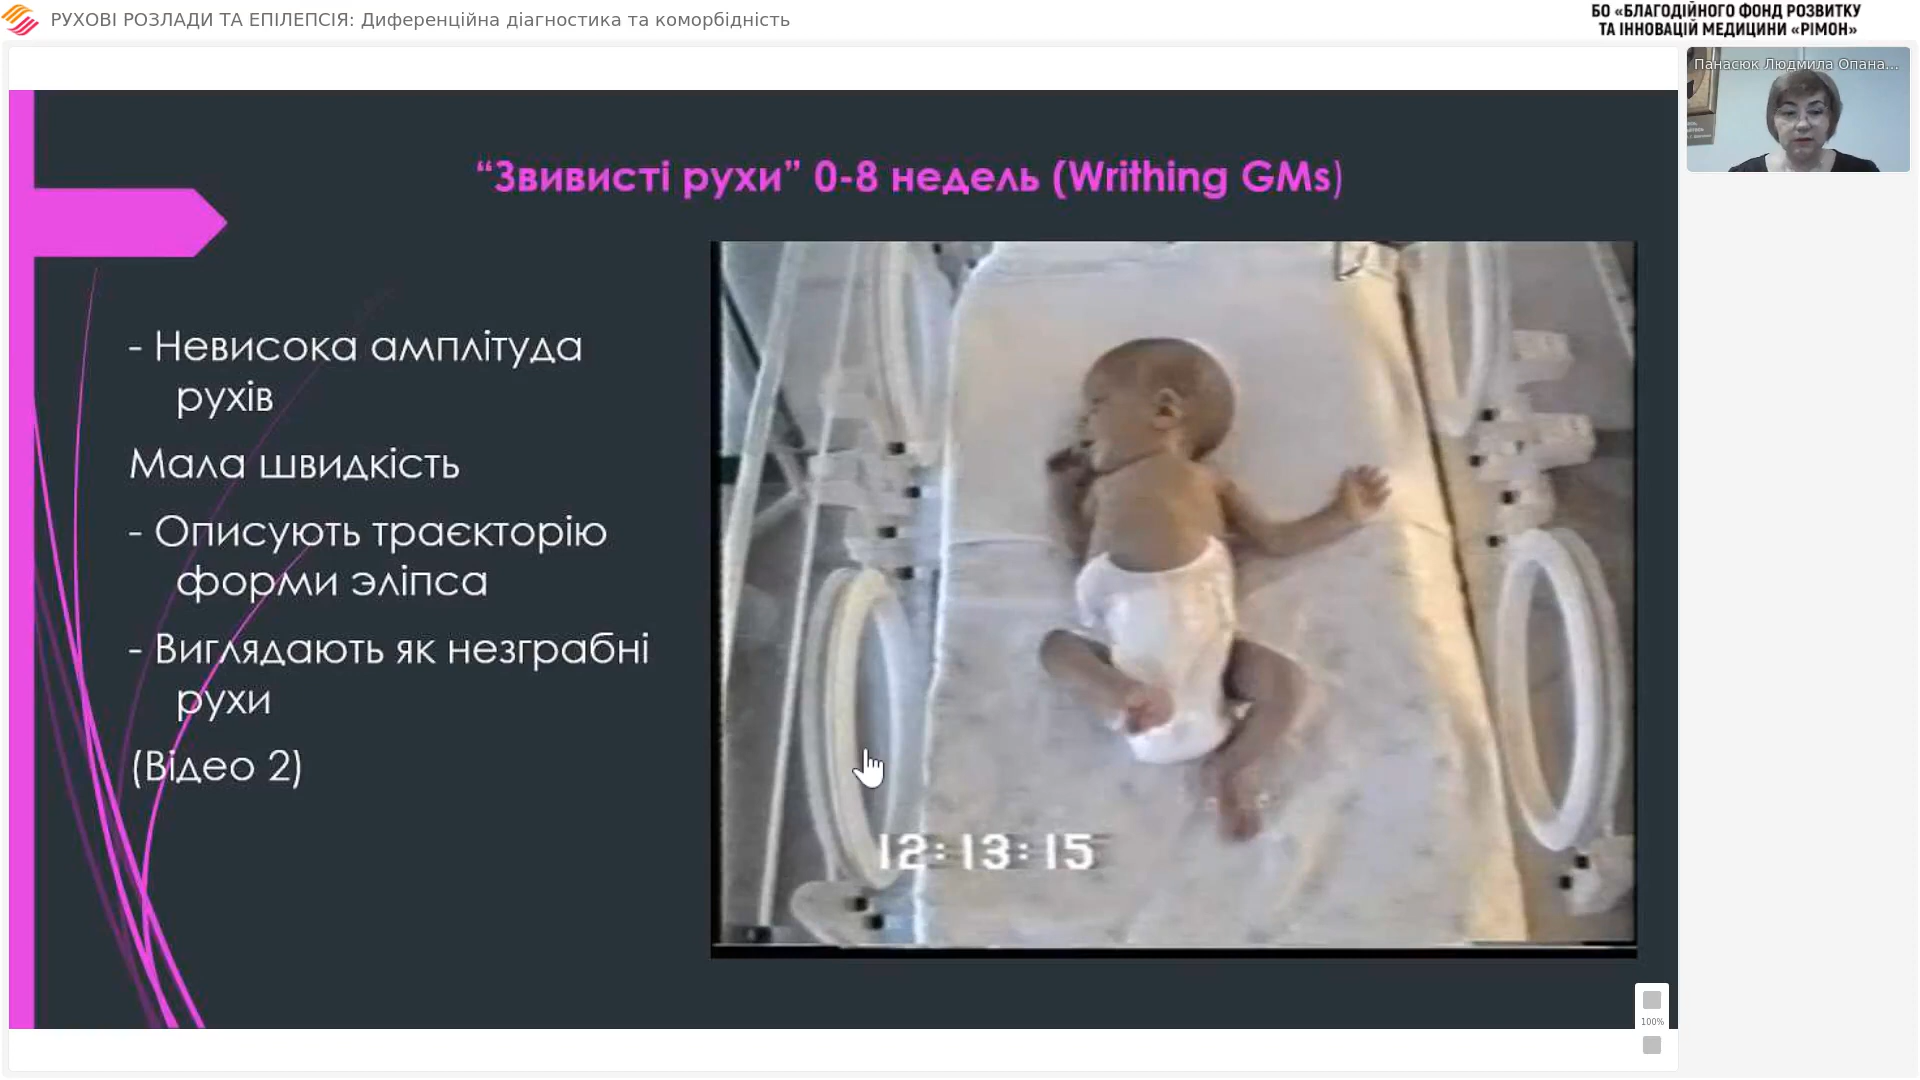 РУХОВІ РОЗЛАДИ ТА ЕПІЛЕПСІЯ: Диференційна діагностика та коморбідність
БО «БЛАГОДІЙНОГО ФОНД РОЗВИТКУ
ТА ІННОВАЦІЙ МЕДИЦИНИ «РІМОН»
Панасюк Людмила Опана...
“Звивисті рухи” 0-8 недель (Writhing GMs)
- Невисока амплітуда
рухів
Мала швидкість
- Описують траєкторію
форми эліпса
- Виглядають як незграбні
рухи
(Відео 2)
12:13:15
100%